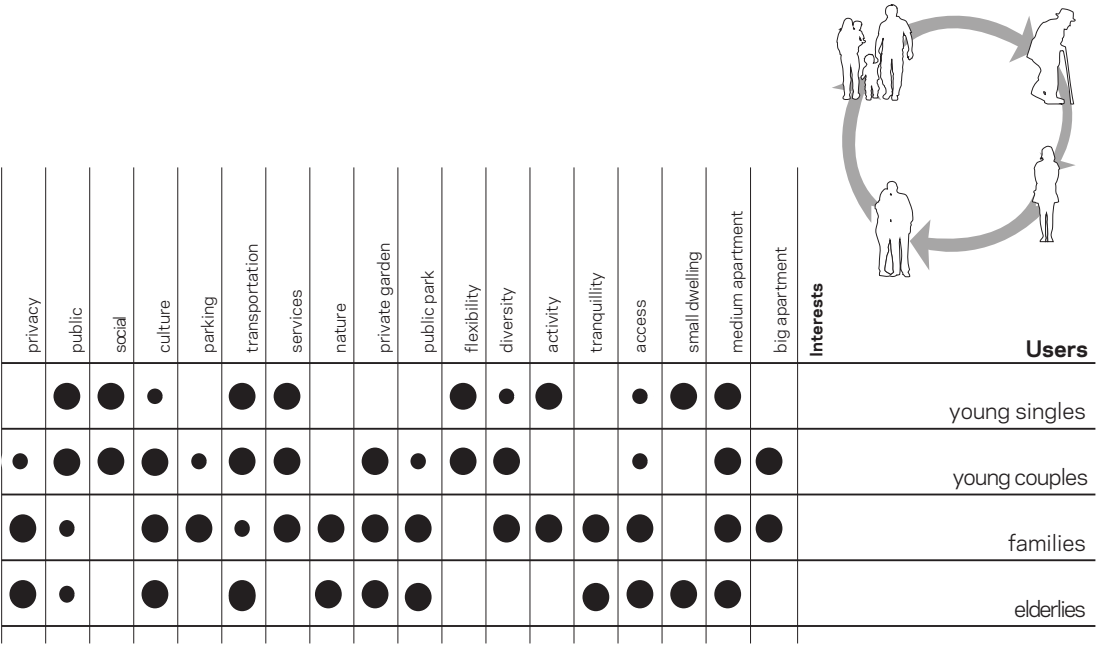 privacy
public
social
culture
parking
transportation
services
nature
private garden
public park
flexibility
diversity
activity
tranquillity
access
small dwelling
medium apartment
big apartment
Interests
Users
young singles
young couples
families
elderlies